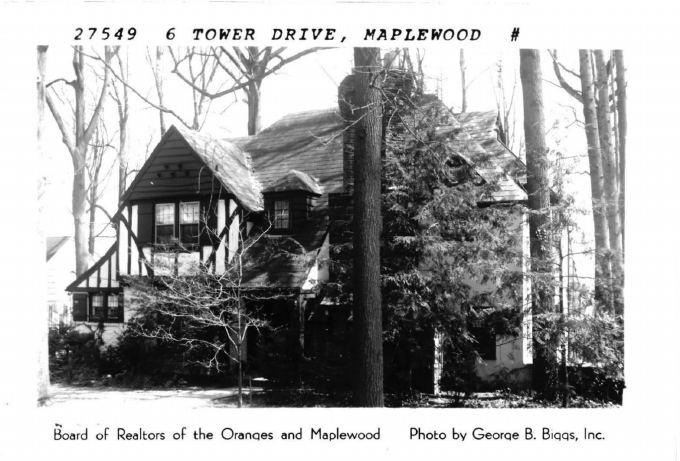 27549 6 TOWER DRIVE, MAPLEWOOD #
Board of Realtors of the Oranges and Maplewood Photo by George B. Biggs, Inc.